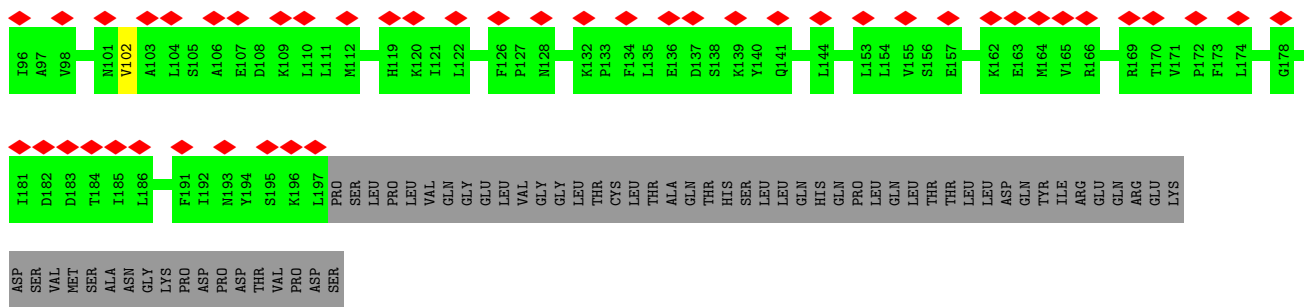 I96 A97 V98 N101 V102 A103 L104 S105 A106 E107 D108 K109 L110 L111 M112 H119 K120 I121 L122 F126 P127 N128 K132 P133 F134 L135 E136 D137 S138 K139 Y140 Q141 L144 L153 L154 V155 S156 E157 K162 E163 M164 V165 R166 R169 T170 V171 P172 F173 L174 G178
I181 D182 D183 T184 I185 L186 F191 I192 N193 Y194 S195 K196 L197 PRO SER LEU PRO LEU VAL GLN GLY GLU LEU VAL GLY GLY LEU THR CYS LEU THR ALA GLN THR HIS SER LEU LEU GLN HIS GLN PRO LEU GLN LEU THR THR LEU LEU ASP GLN TYR ILE ARG GLU GLN ARG GLU LYS
ASP SER VAL MET SER ALA ASN GLY LYS PRO ASP PRO ASP THR VAL PRO ASP SER